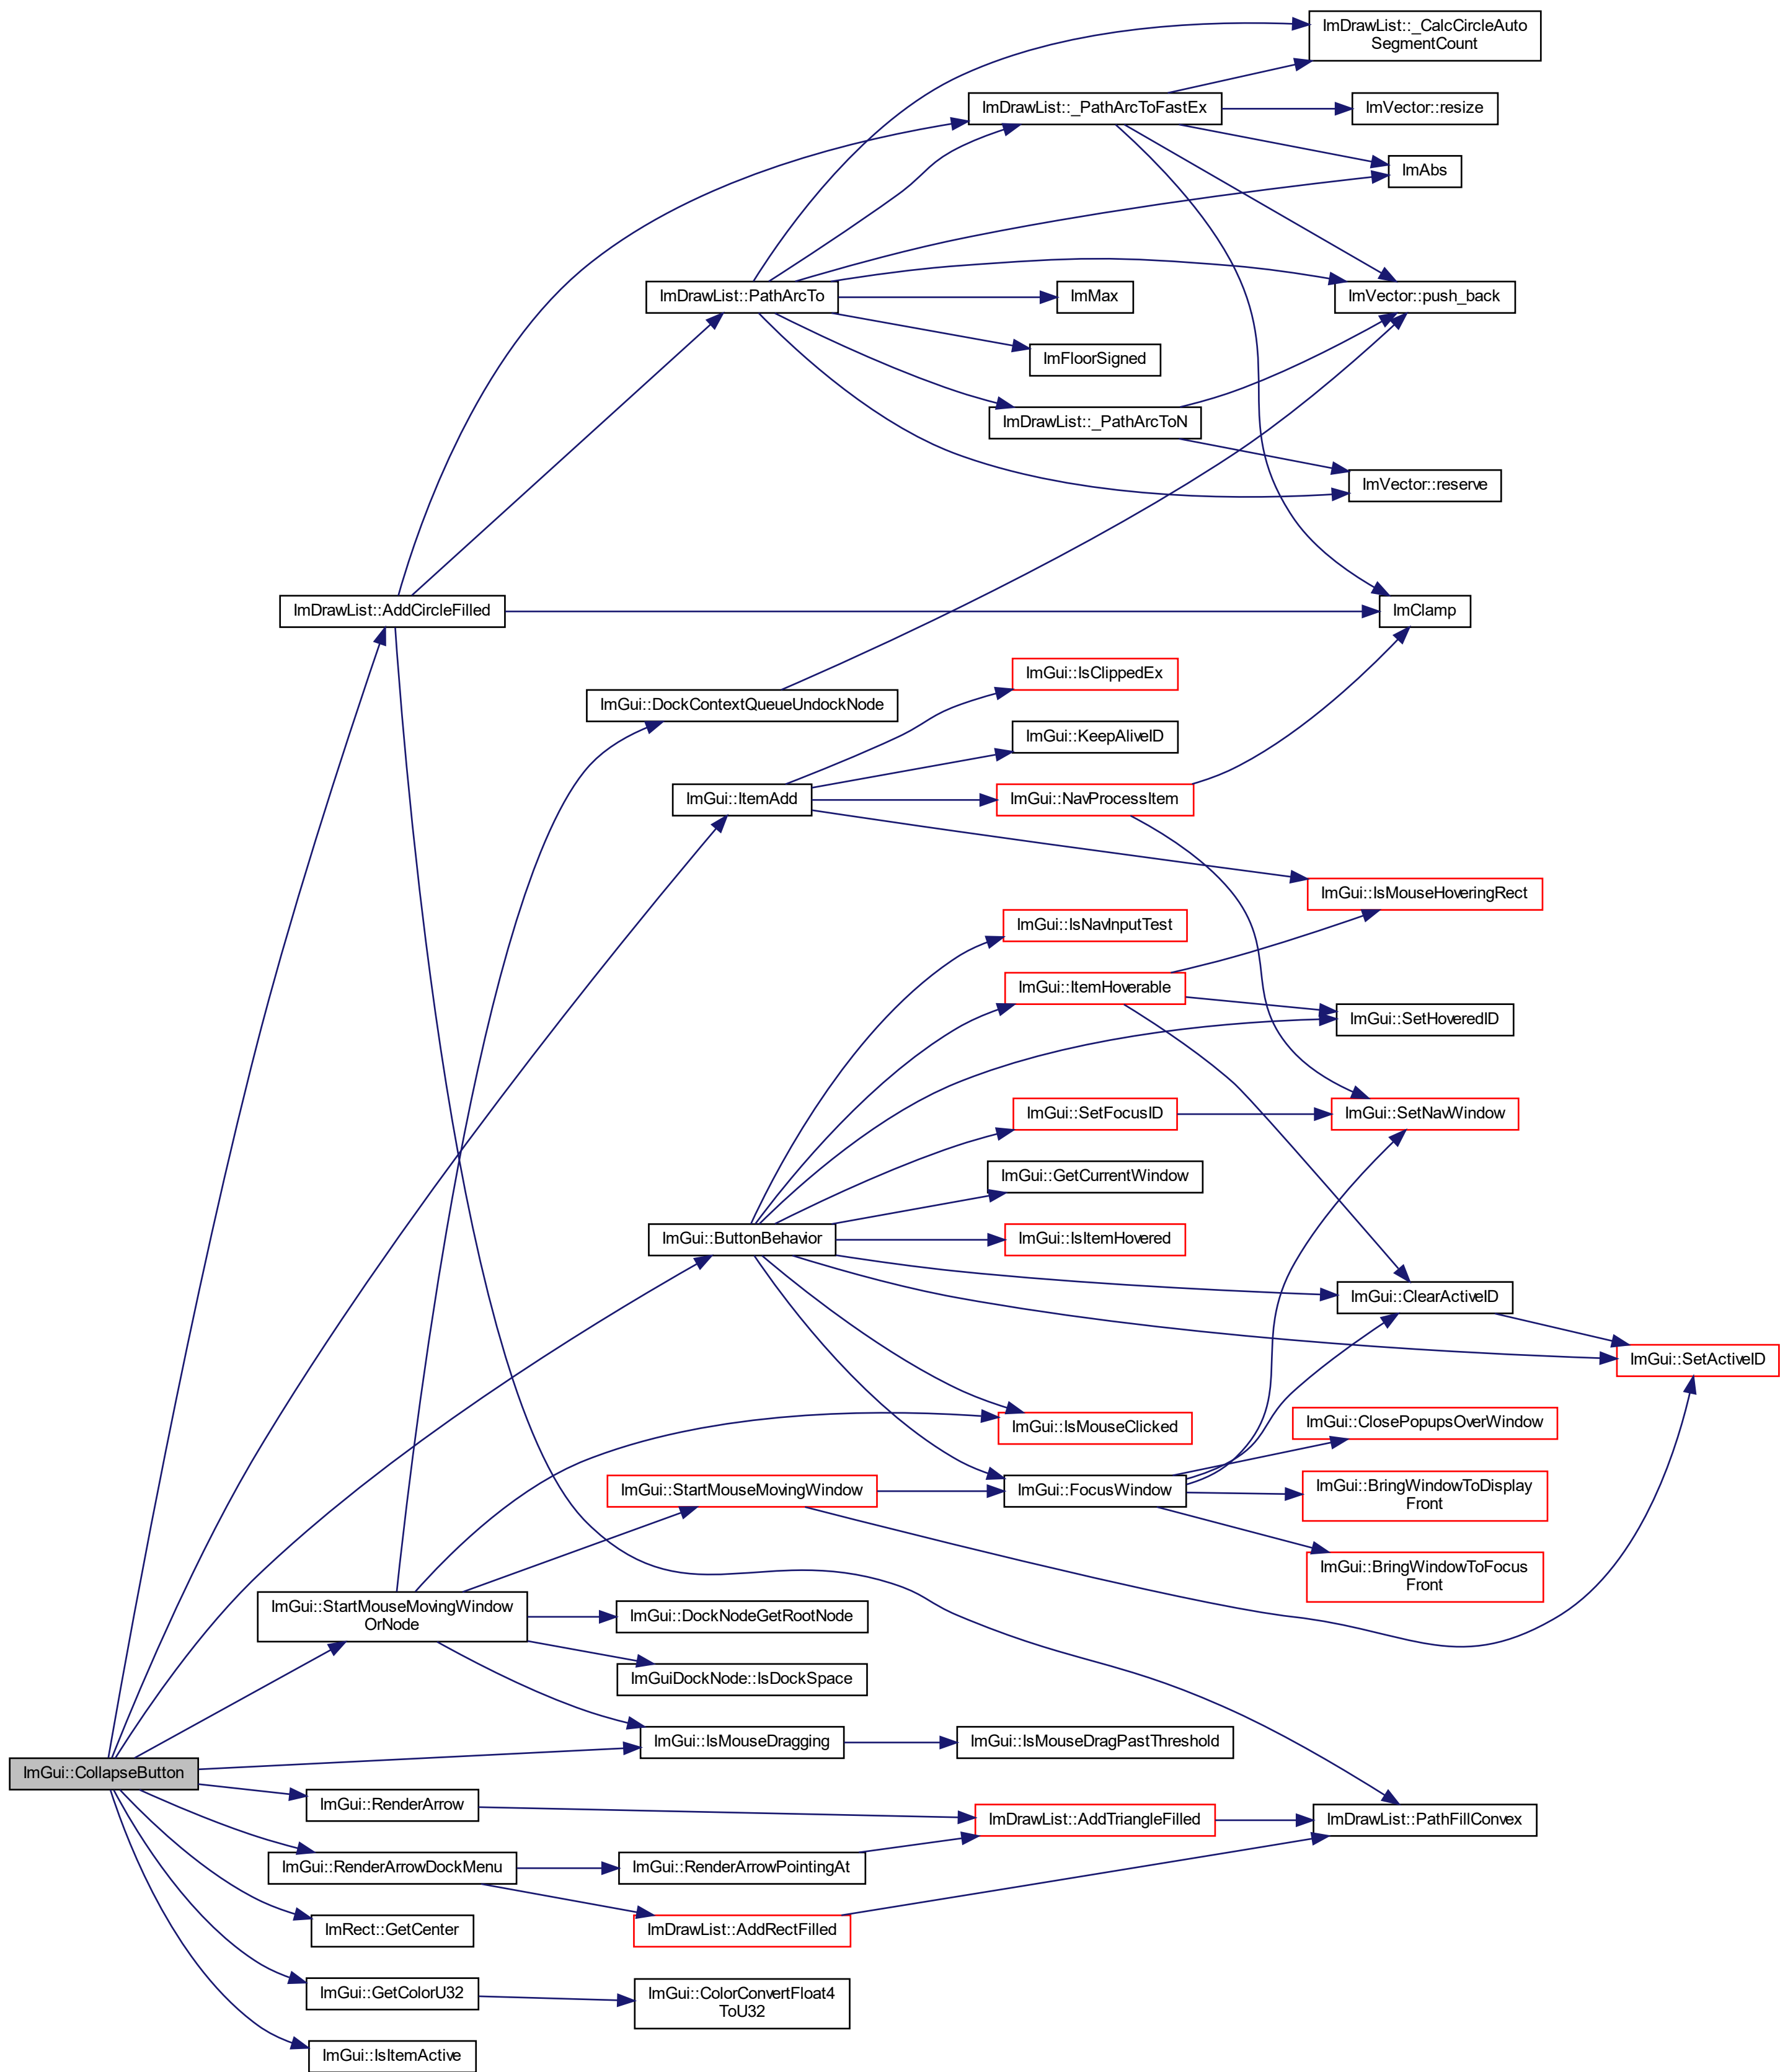 ImDrawList::_CalcCircleAuto
SegmentCount
ImDrawList::_PathArcToFastEx
ImVector::resize
ImAbs
ImDrawList::PathArcTo
ImMax
ImVector::push_back
ImFloorSigned
ImDrawList::_PathArcToN
ImVector::reserve
ImDrawList::AddCircleFilled
ImClamp
ImGui::IsClippedEx
ImGui::DockContextQueueUndockNode
ImGui::KeepAliveID
ImGui::ItemAdd
ImGui::NavProcessItem
ImGui::IsMouseHoveringRect
ImGui::IsNavInputTest
ImGui::ItemHoverable
ImGui::SetHoveredID
ImGui::SetFocusID
ImGui::SetNavWindow
ImGui::GetCurrentWindow
ImGui::ButtonBehavior
ImGui::IsItemHovered
ImGui::ClearActiveID
ImGui::SetActiveID
ImGui::IsMouseClicked
ImGui::ClosePopupsOverWindow
ImGui::StartMouseMovingWindow
ImGui::FocusWindow
ImGui::BringWindowToDisplay
Front
ImGui::BringWindowToFocus
Front
ImGui::StartMouseMovingWindow
OrNode
ImGui::DockNodeGetRootNode
ImGuiDockNode::IsDockSpace
ImGui::IsMouseDragging
ImGui::IsMouseDragPastThreshold
ImGui::CollapseButton
ImGui::RenderArrow
ImDrawList::AddTriangleFilled
ImDrawList::PathFillConvex
ImGui::RenderArrowDockMenu
ImGui::RenderArrowPointingAt
ImRect::GetCenter
ImDrawList::AddRectFilled
ImGui::GetColorU32
ImGui::ColorConvertFloat4
ToU32
ImGui::IsItemActive